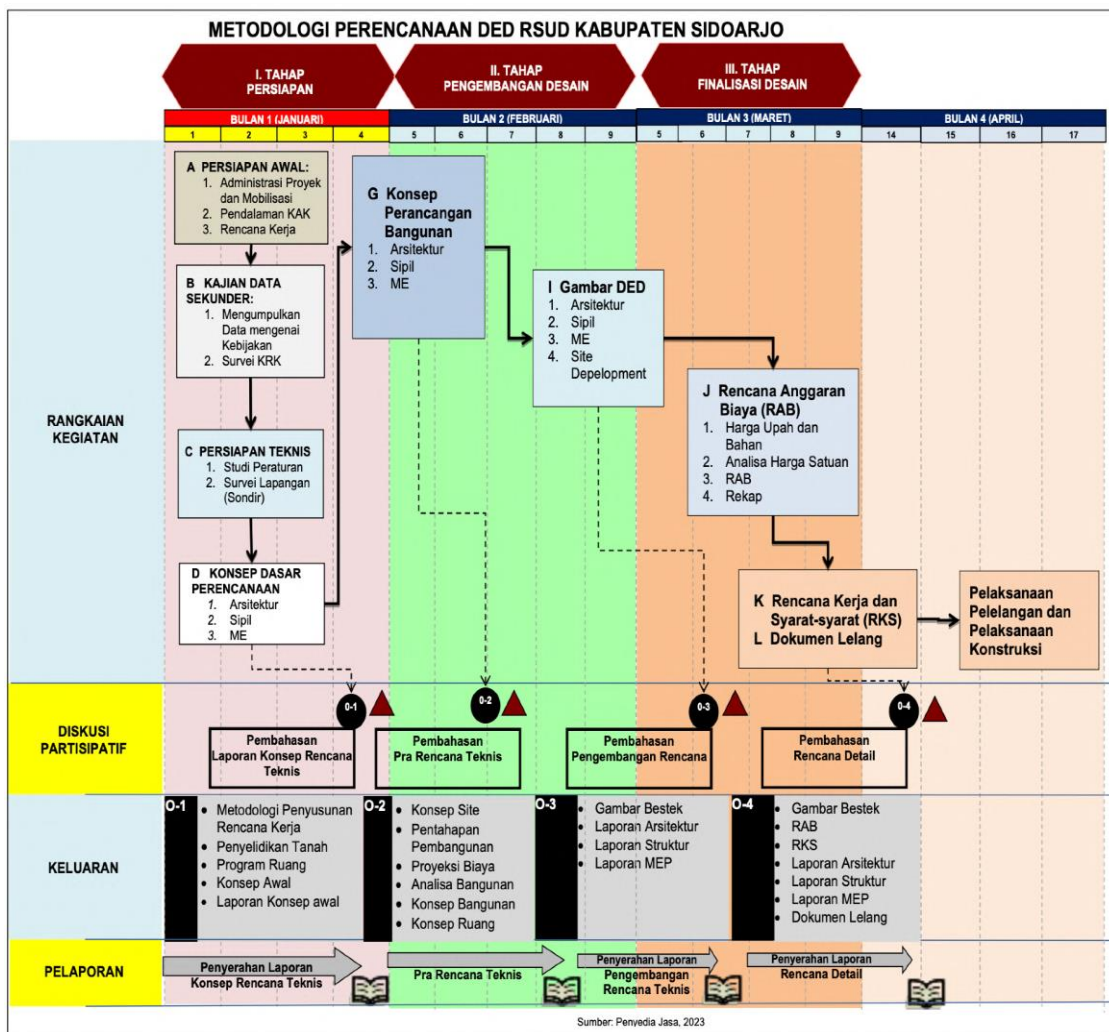 METODOLOGI PERENCANAAN DED RSUD KABUPATEN SIDOARJO
I. TAHAP
PERSIAPAN
II. TAHAP
PENGEMBANGAN DESAIN
III. TAHAP
FINALISASI DESAIN
BULAN 1 (JANUARI)
BULAN 2 (FEBRUARI)
BULAN 3 (MARET)
BULAN 4 (APRIL)
1 2 3 4 5 6 7 8 9 5 6 7 8 9 14 15 16 17
RANGKAIAN
KEGIATAN
A PERSIAPAN AWAL:
1. Administrasi Proyek
dan Mobilisasi
2. Pendalaman KAK
3. Rencana Kerja
B KAJIAN DATA
SEKUNDER:
1. Mengumpulkan
Data mengenai
Kebijakan
2. Survei KRK
C PERSIAPAN TEKNIS
1. Studi Peraturan
2. Survei Lapangan
(Sondir)
D KONSEP DASAR
PERENCANAAN
1. Arsitektur
2. Sipil
3. ME
G Konsep
Perancangan
Bangunan
1. Arsitektur
2. Sipil
3. ME
I Gambar DED
1. Arsitektur
2. Sipil
3. ME
4. Site
Depelopment
J Rencana Anggaran
Biaya (RAB)
1. Harga Upah dan
Bahan
2. Analisa Harga Satuan
3. RAB
4. Rekap
K Rencana Kerja dan
Syarat-syarat (RKS)
L Dokumen Lelang
Pelaksanaan
Pelelangan dan
Pelaksanaan
Konstruksi
DISKUSI
PARTISIPATIF
0-1
0-2
0-3
0-4
Pembahasan
Laporan Konsep Rencana
Teknis
Pembahasan
Pra Rencana Teknis
Pembahasan
Pengembangan Rencana
Pembahasan
Rencana Detail
KELUARAN
O-1
• Metodologi Penyusunan
Rencana Kerja
• Penyelidikan Tanah
• Program Ruang
• Konsep Awal
• Laporan Konsep awal
O-2
• Konsep Site
• Pentahapan
Pembangunan
• Proyeksi Biaya
• Analisa Bangunan
• Konsep Bangunan
• Konsep Ruang
O-3
• Gambar Bestek
• Laporan Arsitektur
• Laporan Struktur
• Laporan MEP
O-4
• Gambar Bestek
• RAB
• RKS
• Laporan Arsitektur
• Laporan Struktur
• Laporan MEP
• Dokumen Lelang
PELAPORAN
Penyerahan Laporan
Konsep Rencana Teknis
Pra Rencana Teknis
Penyerahan Laporan
Pengembangan
Rencana Teknis
Penyerahan Laporan
Rencana Detail
Sumber: Penyedia Jasa, 2023